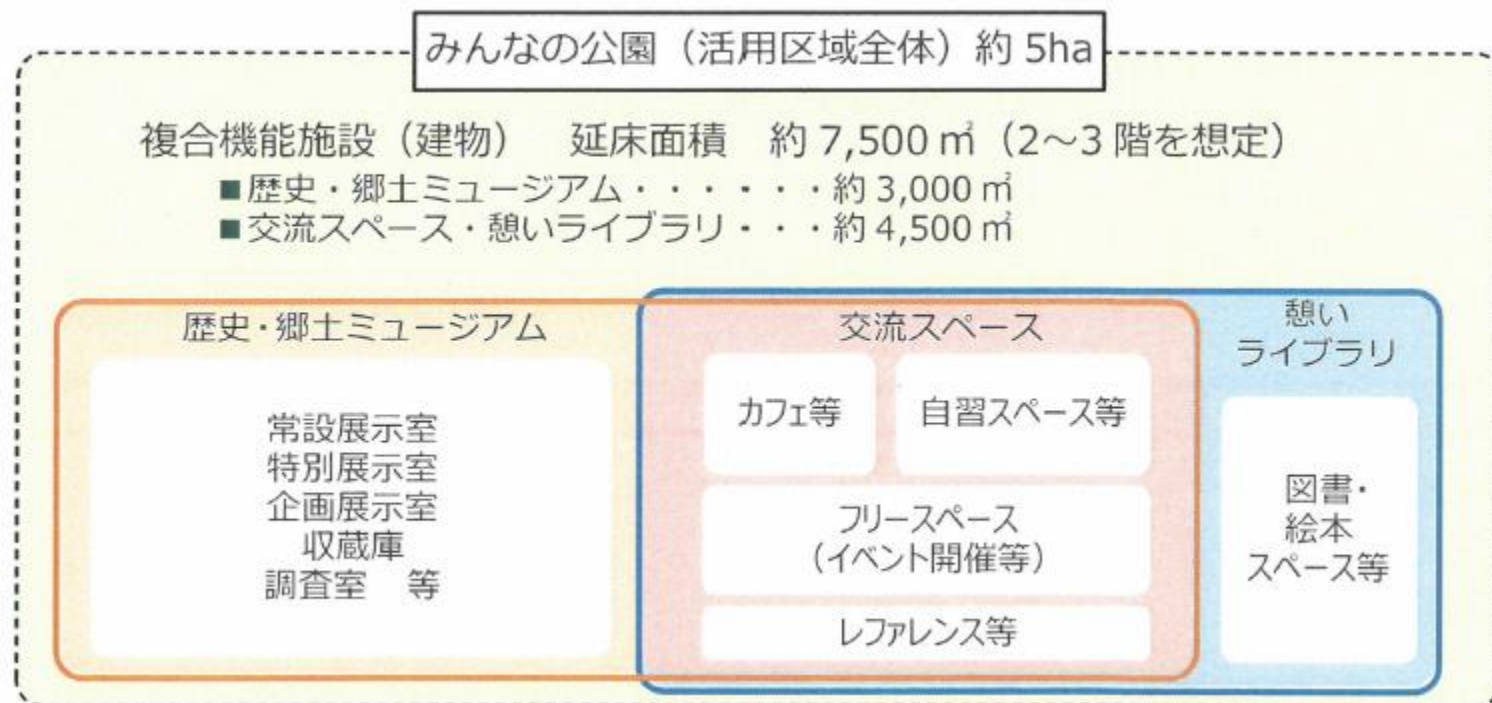 みんなの公園（活用区域全体）約 5ha
複合機能施設（建物）　延床面積　約 7,500 ㎡（2～3 階を想定）
■歴史・郷土ミュージアム・・・・・・約 3,000 ㎡
■交流スペース・憩いライブラリ・・・約 4,500 ㎡
歴史・郷土ミュージアム
常設展示室
特別展示室
企画展示室
収蔵庫
調査室　等
交流スペース
カフェ等
自習スペース等
フリースペース
（イベント開催等）
レファレンス等
憩い
ライブラリ
図書・
絵本
スペース等